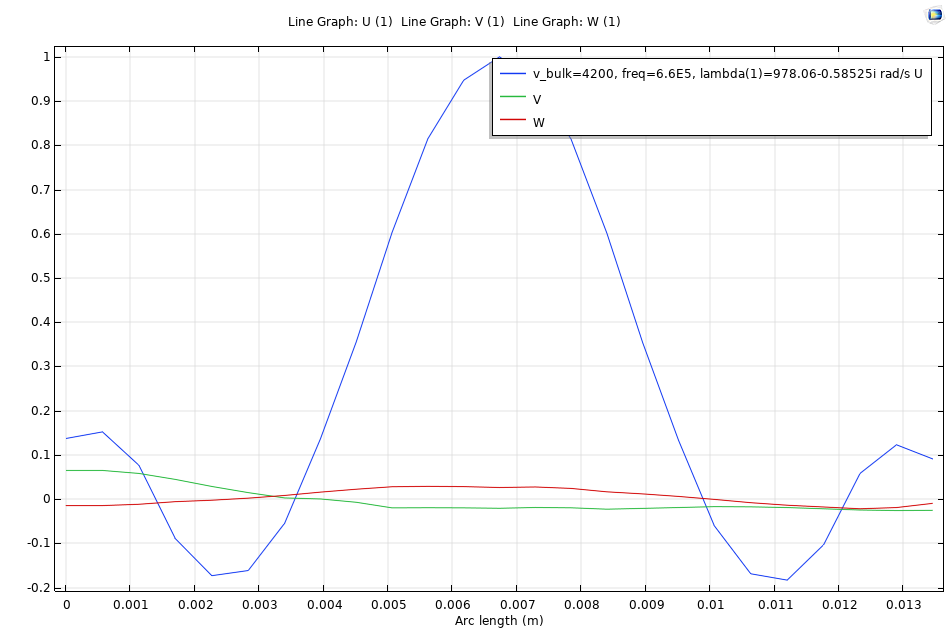 Line Graph: U (1) Line Graph: V (1) Line Graph: W (1)
v_bulk=4200, freq=6.6E5, lambda(1)=978.06-0.58525i rad/s U
V
W
1
0.9
0.8
0.7
0.6
0.5
0.4
0.3
0.2
0.1
0
-0.1
-0.2
0 0.001 0.002 0.003 0.004 0.005 0.006 0.007 0.008 0.009 0.01 0.011 0.012 0.013
Arc length (m)